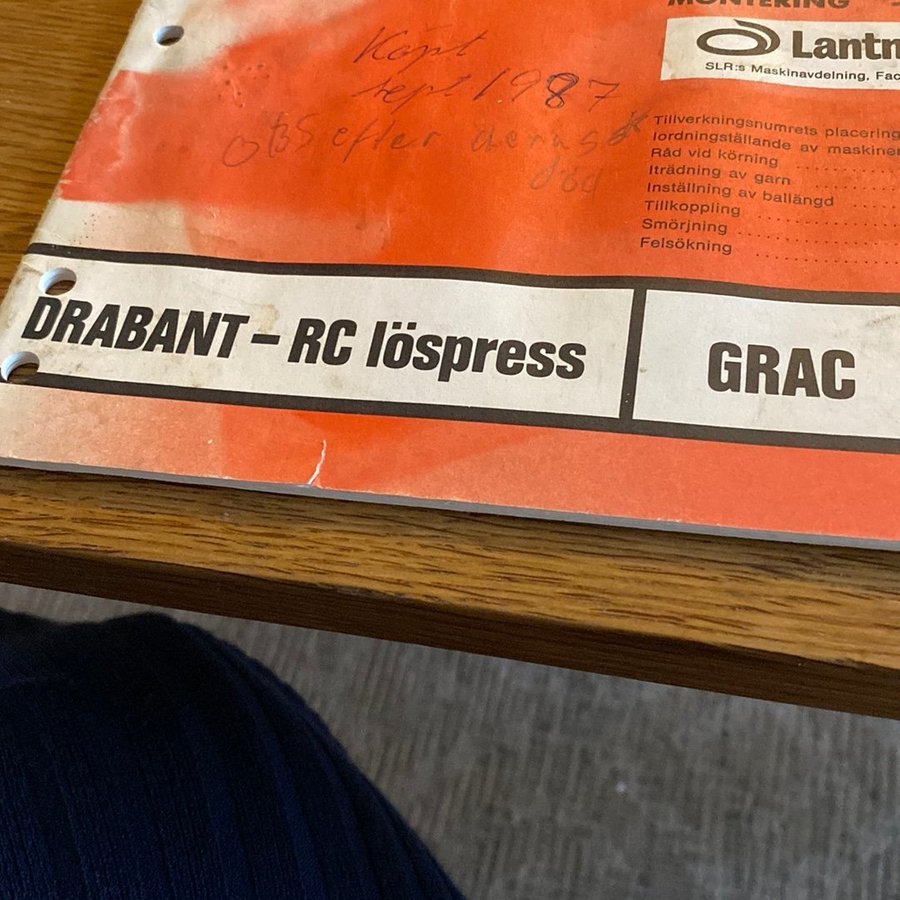 MONTERING
Lantm
SLR:s Maskinavdelning, Fac
Köpt
sept 1987
OBS efter deras
död
Tillverkningsnumrets placering
Iordningställande av maskinen
Råd vid körning
Iträdning av garn
Inställning av ballängd
Tillkoppling
Smörjning
Felsökning
DRABANT – RC löspress
GRAC